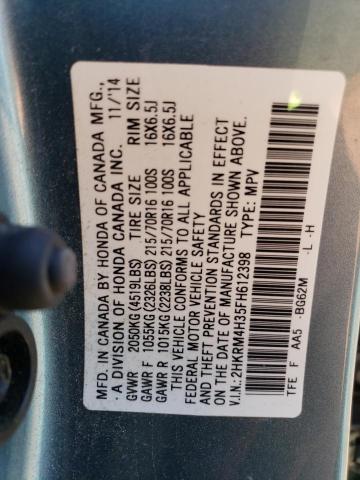 MFD. IN CANADA BY HONDA OF CANADA MFG.,
· A DIVISION OF HONDA CANADA INC. 11/14
GVWR 2050KG (4519LBS) TIRE SIZE RIM SIZE
GAWR F 1055KG (2326LBS) 215/70R16 100S 16X6.5J
GAWR R 1015KG (2238LBS) 215/70R16 100S 16X6.5J
THIS VEHICLE CONFORMS TO ALL APPLICABLE
FEDERAL MOTOR VEHICLE SAFETY
AND THEFT PREVENTION STANDARDS IN EFFECT
ON THE DATE OF MANUFACTURE SHOWN ABOVE.
V.I.N.: 2HKRM4H35FH612398 TYPE: MPV
TFE F AA5 -BG62M -L -H